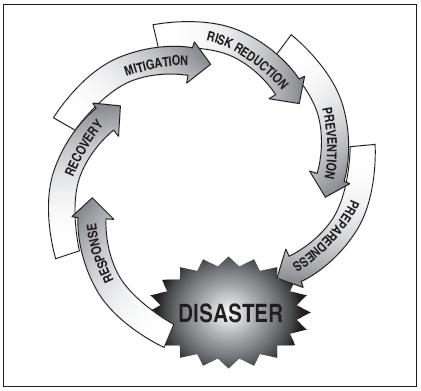 DISASTER
RESPONSE
RECOVERY
MITIGATION
RISK REDUCTION
PREVENTION
PREPAREDNESS